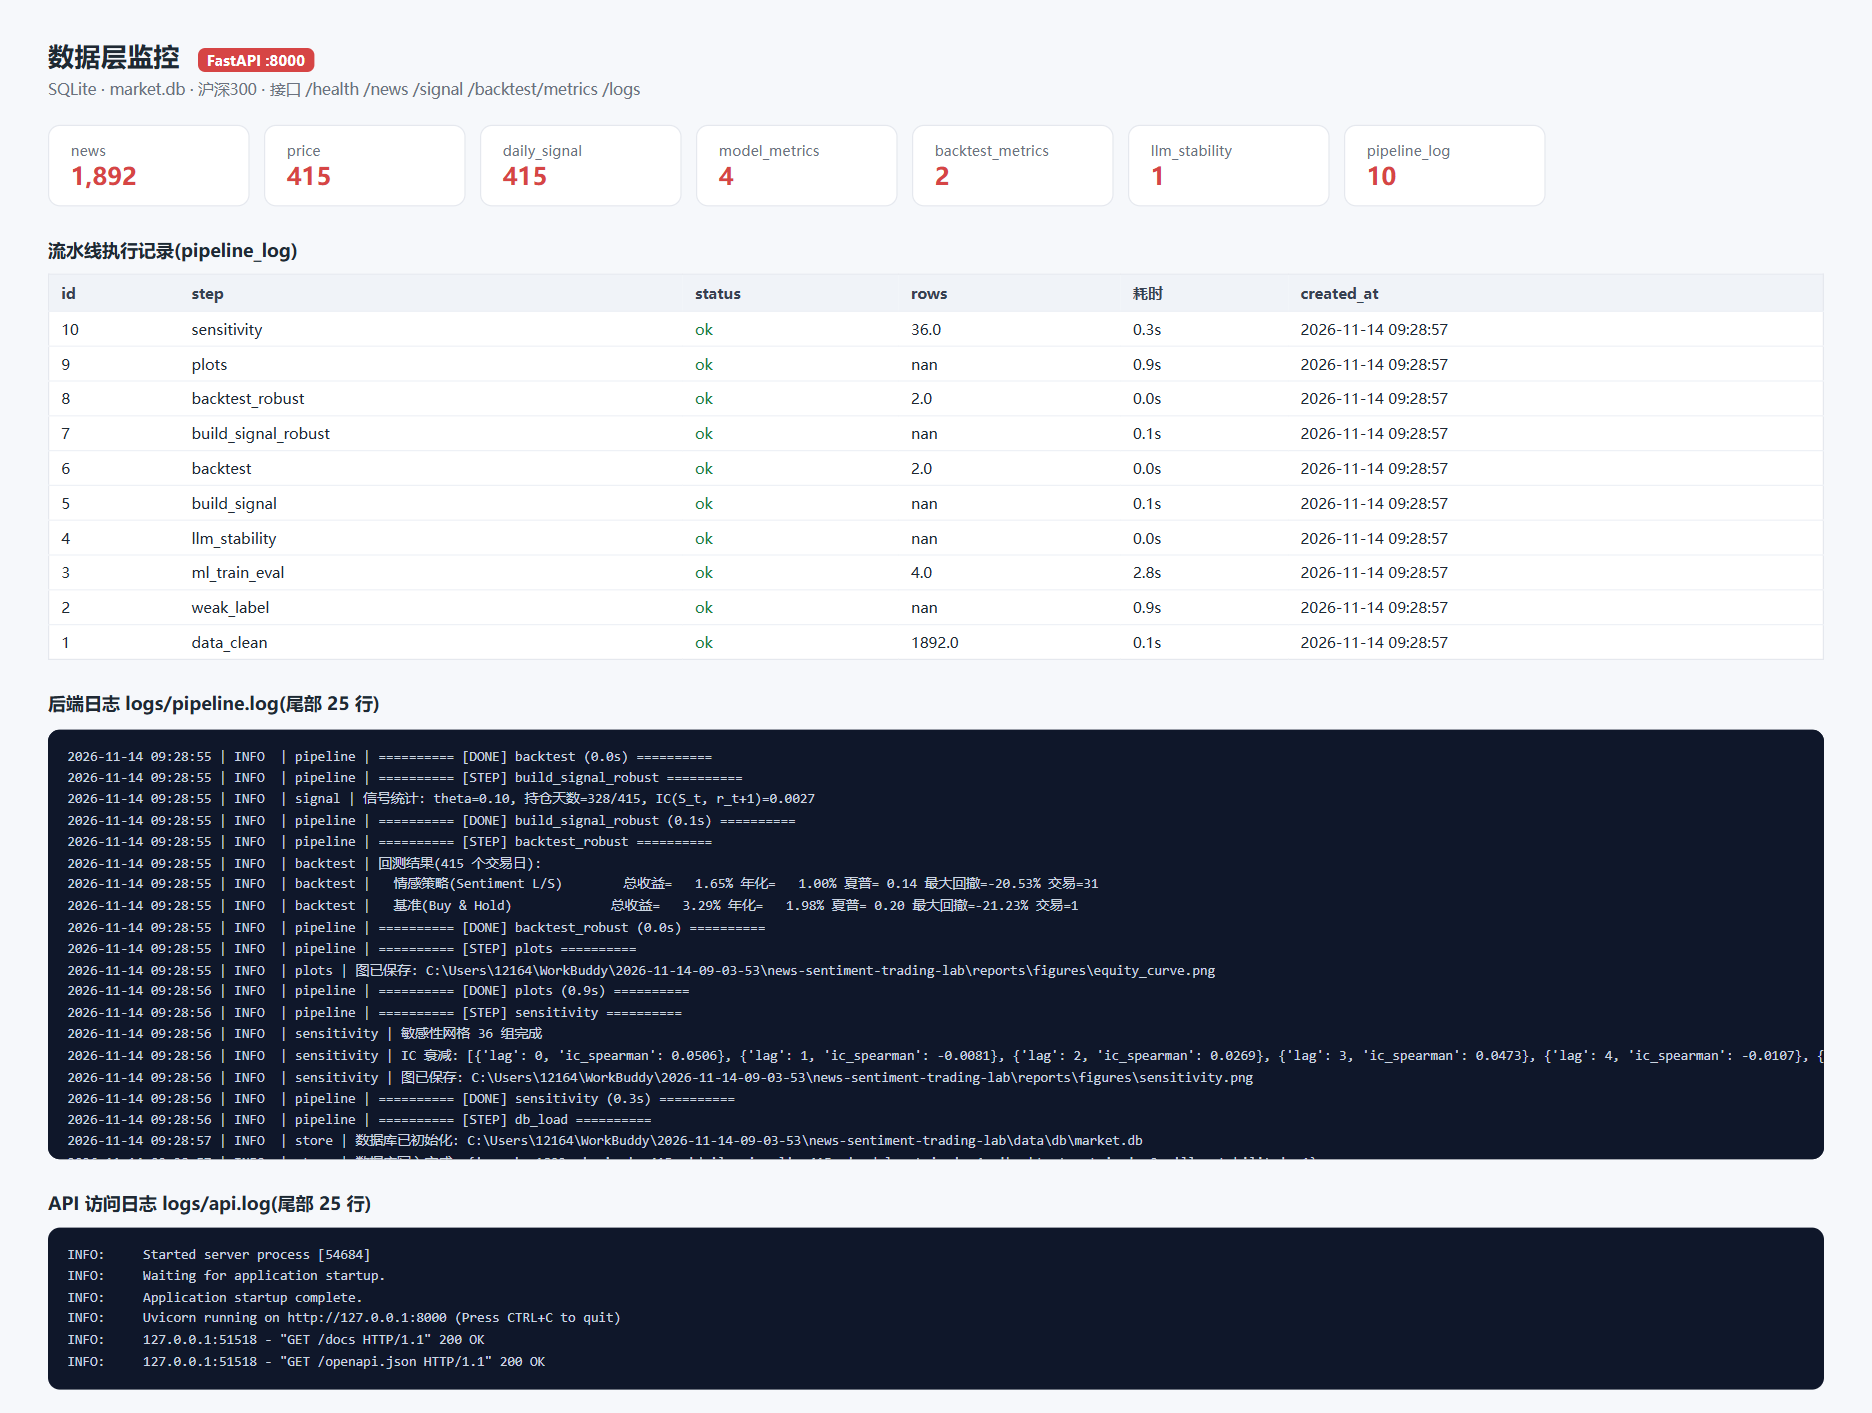 数据层监控 FastAPI :8000
SQLite · market.db · 沪深300 · 接口 /health /news /signal /backtest/metrics /logs
news price daily_signal model_metrics backtest_metrics llm_stability pipeline_log
1,892 415 415 4 2 1 10
流水线执行记录(pipeline_log)
id step status rows 耗时 created_at
10 sensitivity ok 36.0 0.3s 2026-11-14 09:28:57
9 plots ok nan 0.9s 2026-11-14 09:28:57
8 backtest_robust ok 2.0 0.0s 2026-11-14 09:28:57
7 build_signal_robust ok nan 0.1s 2026-11-14 09:28:57
6 backtest ok 2.0 0.0s 2026-11-14 09:28:57
5 build_signal ok nan 0.1s 2026-11-14 09:28:57
4 llm_stability ok nan 0.0s 2026-11-14 09:28:57
3 ml_train_eval ok 4.0 2.8s 2026-11-14 09:28:57
2 weak_label ok nan 0.9s 2026-11-14 09:28:57
1 data_clean ok 1892.0 0.1s 2026-11-14 09:28:57
后端日志 logs/pipeline.log(尾部 25 行)
2026-11-14 09:28:55 | INFO | pipeline | ========== [DONE] backtest (0.0s) ==========
2026-11-14 09:28:55 | INFO | pipeline | ========== [STEP] build_signal_robust ==========
2026-11-14 09:28:55 | INFO | signal | 信号统计: theta=0.10, 持仓天数=328/415, IC(S_t, r_t+1)=0.0027
2026-11-14 09:28:55 | INFO | pipeline | ========== [DONE] build_signal_robust (0.1s) ==========
2026-11-14 09:28:55 | INFO | pipeline | ========== [STEP] backtest_robust ==========
2026-11-14 09:28:55 | INFO | backtest | 回测结果(415 个交易日):
2026-11-14 09:28:55 | INFO | backtest | 情感策略(Sentiment L/S) 总收益= 1.65% 年化= 1.00% 夏普= 0.14 最大回撤=-20.53% 交易=31
2026-11-14 09:28:55 | INFO | backtest | 基准(Buy & Hold) 总收益= 3.29% 年化= 1.98% 夏普= 0.20 最大回撤=-21.23% 交易=1
2026-11-14 09:28:55 | INFO | pipeline | ========== [DONE] backtest_robust (0.0s) ==========
2026-11-14 09:28:55 | INFO | pipeline | ========== [STEP] plots ==========
2026-11-14 09:28:55 | INFO | plots | 图已保存: C:\Users\12164\WorkBuddy\2026-11-14-09-03-53\news-sentiment-trading-lab\reports\figures\equity_curve.png
2026-11-14 09:28:56 | INFO | pipeline | ========== [DONE] plots (0.9s) ==========
2026-11-14 09:28:56 | INFO | pipeline | ========== [STEP] sensitivity ==========
2026-11-14 09:28:56 | INFO | sensitivity | 敏感性网格 36 组完成
2026-11-14 09:28:56 | INFO | sensitivity | IC 衰减: [{'lag': 0, 'ic_spearman': 0.0506}, {'lag': 1, 'ic_spearman': -0.0081}, {'lag': 2, 'ic_spearman': 0.0269}, {'lag': 3, 'ic_spearman': 0.0473}, {'lag': 4, 'ic_spearman': -0.0107}, {
2026-11-14 09:28:56 | INFO | sensitivity | 图已保存: C:\Users\12164\WorkBuddy\2026-11-14-09-03-53\news-sentiment-trading-lab\reports\figures\sensitivity.png
2026-11-14 09:28:56 | INFO | pipeline | ========== [DONE] sensitivity (0.3s) ==========
2026-11-14 09:28:56 | INFO | pipeline | ========== [STEP] db_load ==========
2026-11-14 09:28:57 | INFO | store | 数据库已初始化: C:\Users\12164\WorkBuddy\2026-11-14-09-03-53\news-sentiment-trading-lab\data\db\market.db
API 访问日志 logs/api.log(尾部 25 行)
INFO: Started server process [54684]
INFO: Waiting for application startup.
INFO: Application startup complete.
INFO: Uvicorn running on http://127.0.0.1:8000 (Press CTRL+C to quit)
INFO: 127.0.0.1:51518 - "GET /docs HTTP/1.1" 200 OK
INFO: 127.0.0.1:51518 - "GET /openapi.json HTTP/1.1" 200 OK